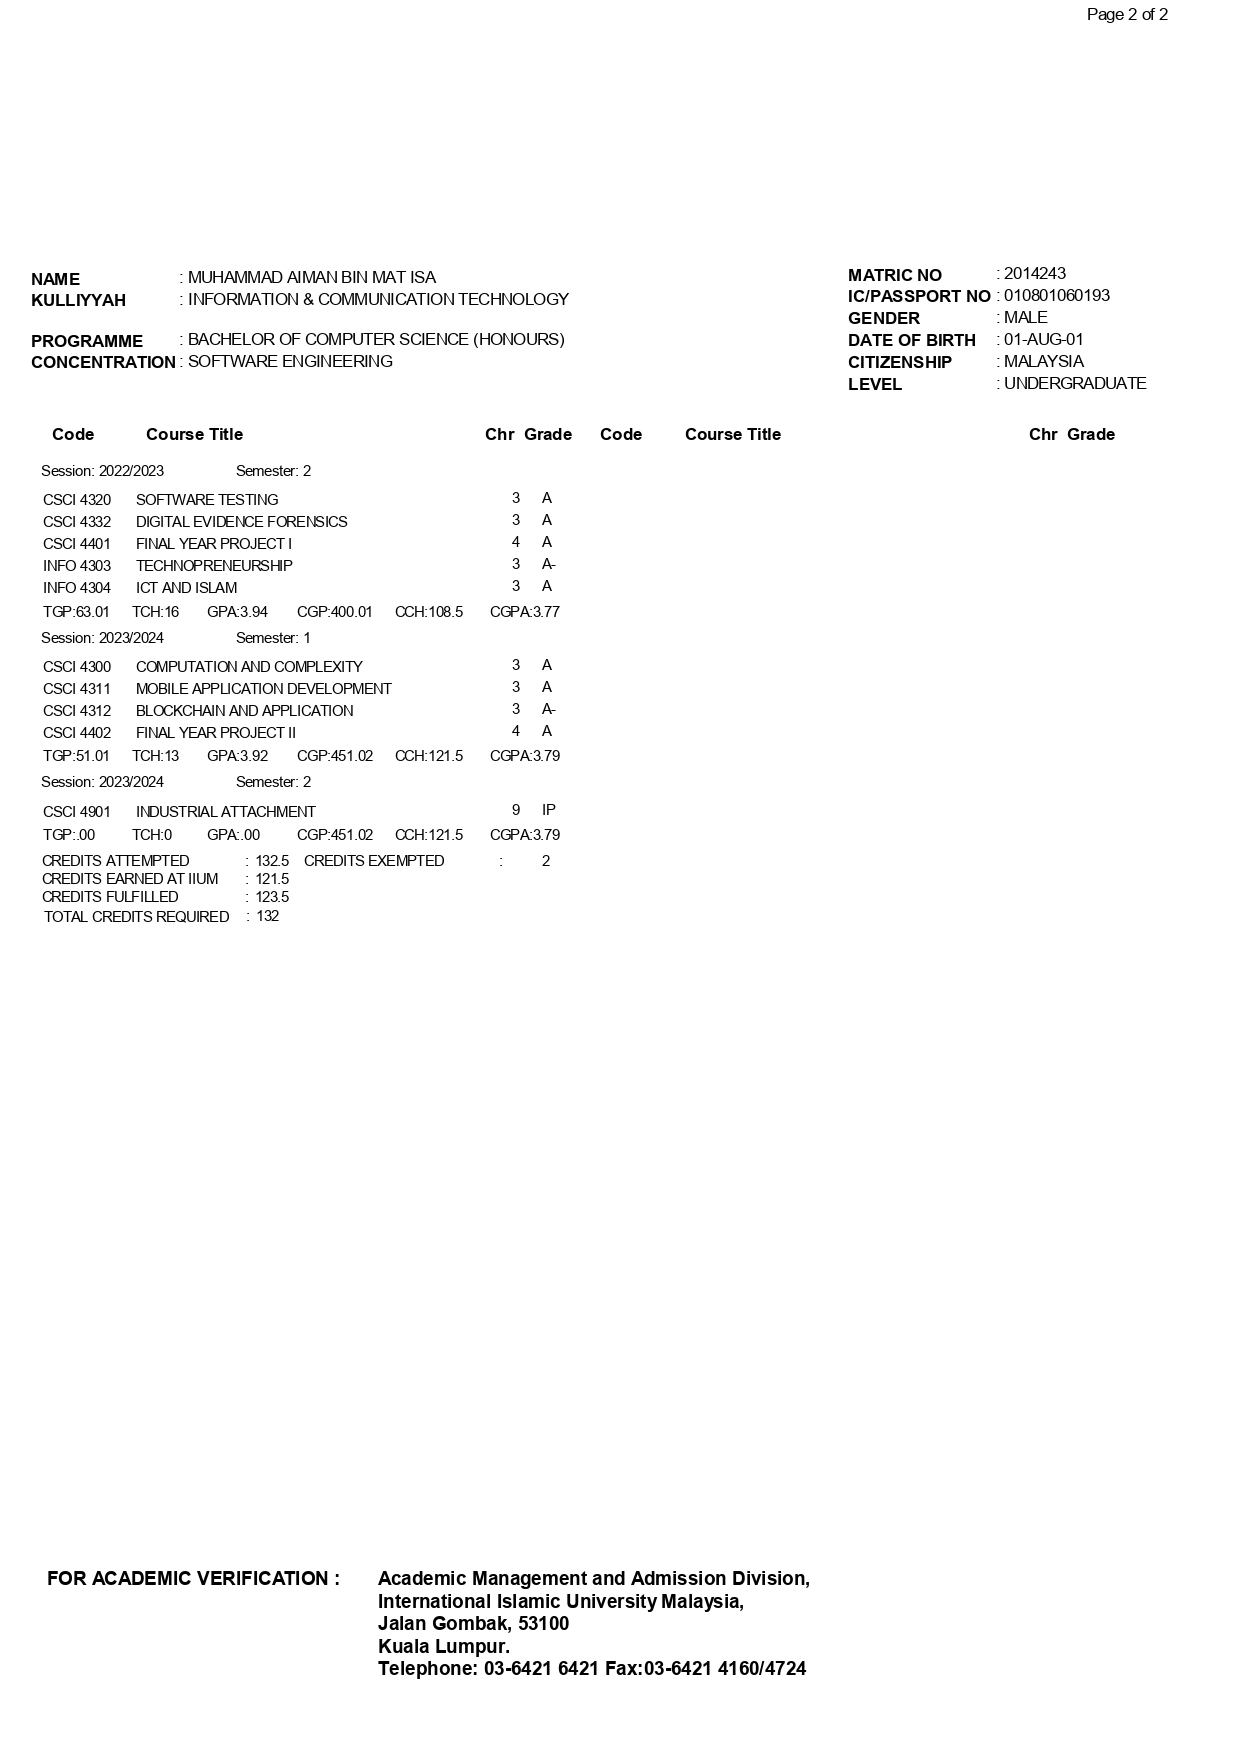 Page 2 of 2
NAME : MUHAMMAD AIMAN BIN MAT ISA
KULLIYYAH : INFORMATION & COMMUNICATION TECHNOLOGY
PROGRAMME : BACHELOR OF COMPUTER SCIENCE (HONOURS)
CONCENTRATION : SOFTWARE ENGINEERING
MATRIC NO : 2014243
IC/PASSPORT NO : 010801060193
GENDER : MALE
DATE OF BIRTH : 01-AUG-01
CITIZENSHIP : MALAYSIA
LEVEL : UNDERGRADUATE
Code Course Title Chr Grade Code Course Title Chr Grade
Session: 2022/2023 Semester: 2
CSCI 4320 SOFTWARE TESTING 3 A
CSCI 4332 DIGITAL EVIDENCE FORENSICS 3 A
CSCI 4401 FINAL YEAR PROJECT I 4 A
INFO 4303 TECHNOPRENEURSHIP 3 A-
INFO 4304 ICT AND ISLAM 3 A
TGP:63.01 TCH:16 GPA:3.94 CGP:400.01 CCH:108.5 CGPA:3.77
Session: 2023/2024 Semester: 1
CSCI 4300 COMPUTATION AND COMPLEXITY 3 A
CSCI 4311 MOBILE APPLICATION DEVELOPMENT 3 A
CSCI 4312 BLOCKCHAIN AND APPLICATION 3 A-
CSCI 4402 FINAL YEAR PROJECT II 4 A
TGP:51.01 TCH:13 GPA:3.92 CGP:451.02 CCH:121.5 CGPA:3.79
Session: 2023/2024 Semester: 2
CSCI 4901 INDUSTRIAL ATTACHMENT 9 IP
TGP:.00 TCH:0 GPA:.00 CGP:451.02 CCH:121.5 CGPA:3.79
CREDITS ATTEMPTED : 132.5 CREDITS EXEMPTED : 2
CREDITS EARNED AT IIUM : 121.5
CREDITS FULFILLED : 123.5
TOTAL CREDITS REQUIRED : 132
FOR ACADEMIC VERIFICATION : Academic Management and Admission Division,
International Islamic University Malaysia,
Jalan Gombak, 53100
Kuala Lumpur.
Telephone: 03-6421 6421 Fax:03-6421 4160/4724